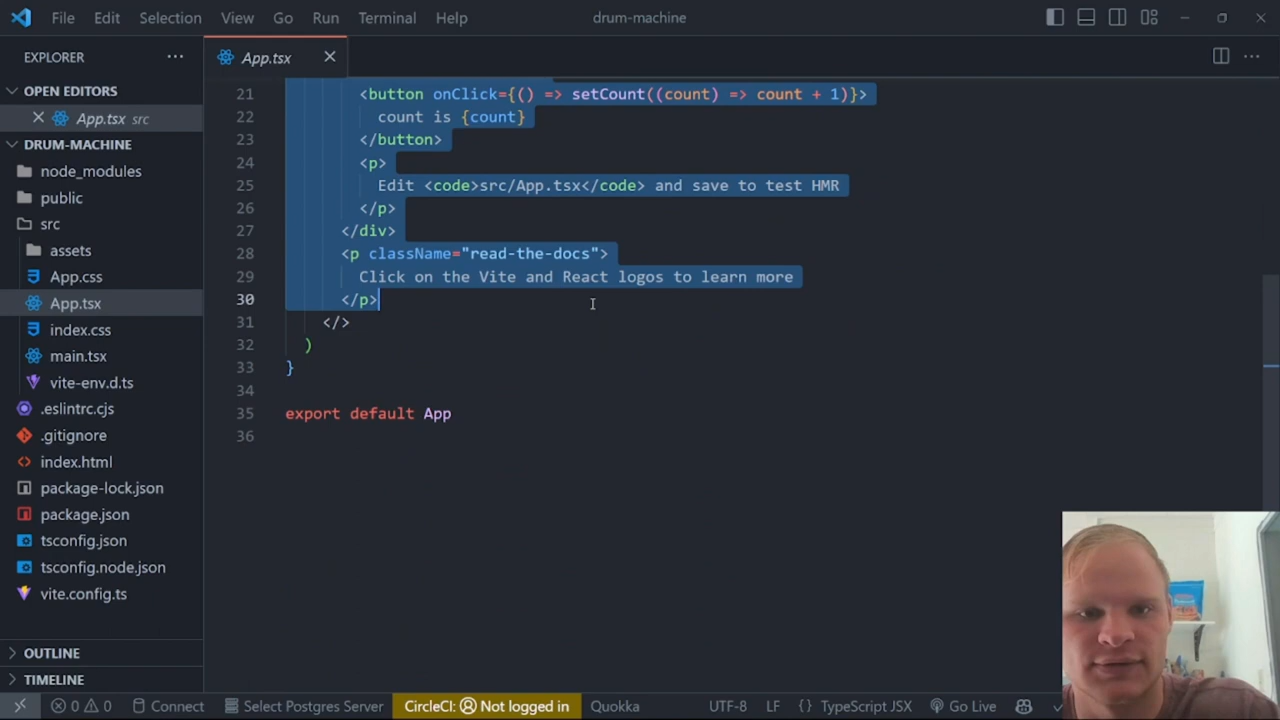 File Edit Selection View Go Run Terminal Help drum-machine
EXPLORER
App.tsx
OPEN EDITORS
App.tsx src
DRUM-MACHINE
node_modules
public
src
assets
App.css
App.tsx
index.css
main.tsx
vite-env.d.ts
.eslintrc.cjs
.gitignore
index.html
package-lock.json
package.json
tsconfig.json
tsconfig.node.json
vite.config.ts
OUTLINE
TIMELINE
21 <button onClick={() => setCount((count) => count + 1)}>
22 count is {count}
23 </button>
24 <p>
25 Edit <code>src/App.tsx</code> and save to test HMR
26 </p>
27 </div>
28 <p className="read-the-docs">
29 Click on the Vite and React logos to learn more
30 </p>
31 </>
32 )
33 }
34
35 export default App
36
0 0 Connect Select Postgres Server CircleCI: Not logged in Quokka UTF-8 LF {} TypeScript JSX Go Live